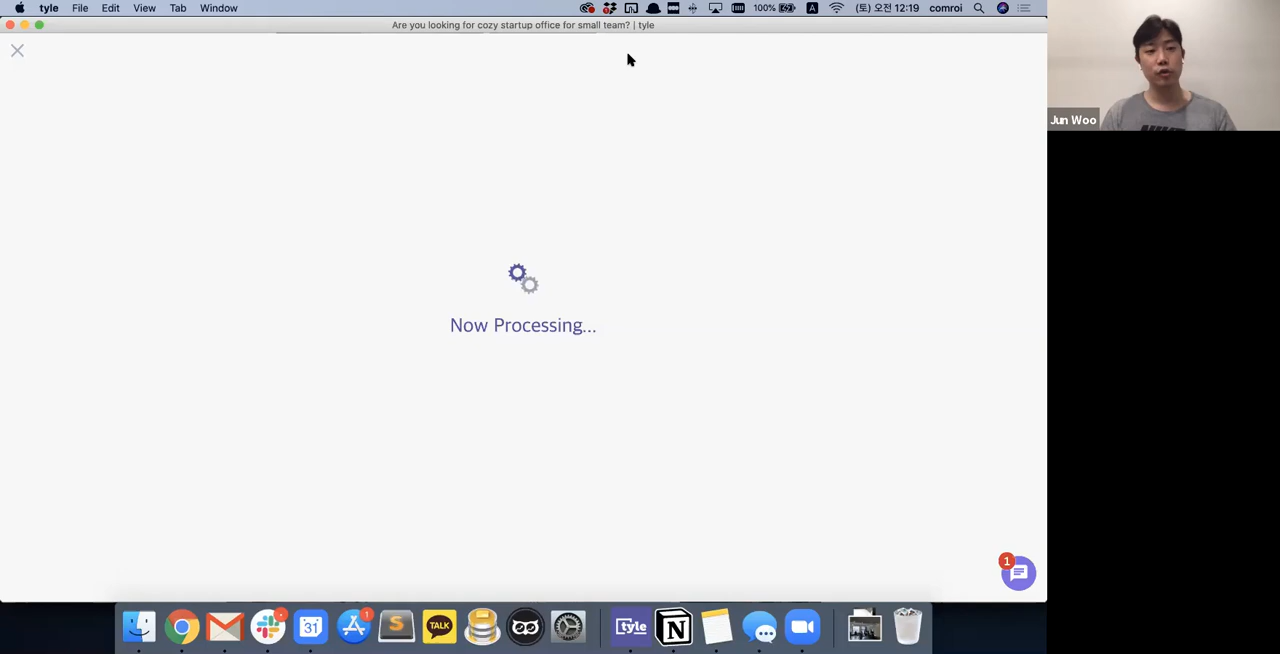 tyle File Edit View Tab Window 100% A (토) 오전 12:19 comroi
Are you looking for cozy startup office for small team? | tyle
Jun Woo
Now Processing...
1
31 1 S TALK tyle N